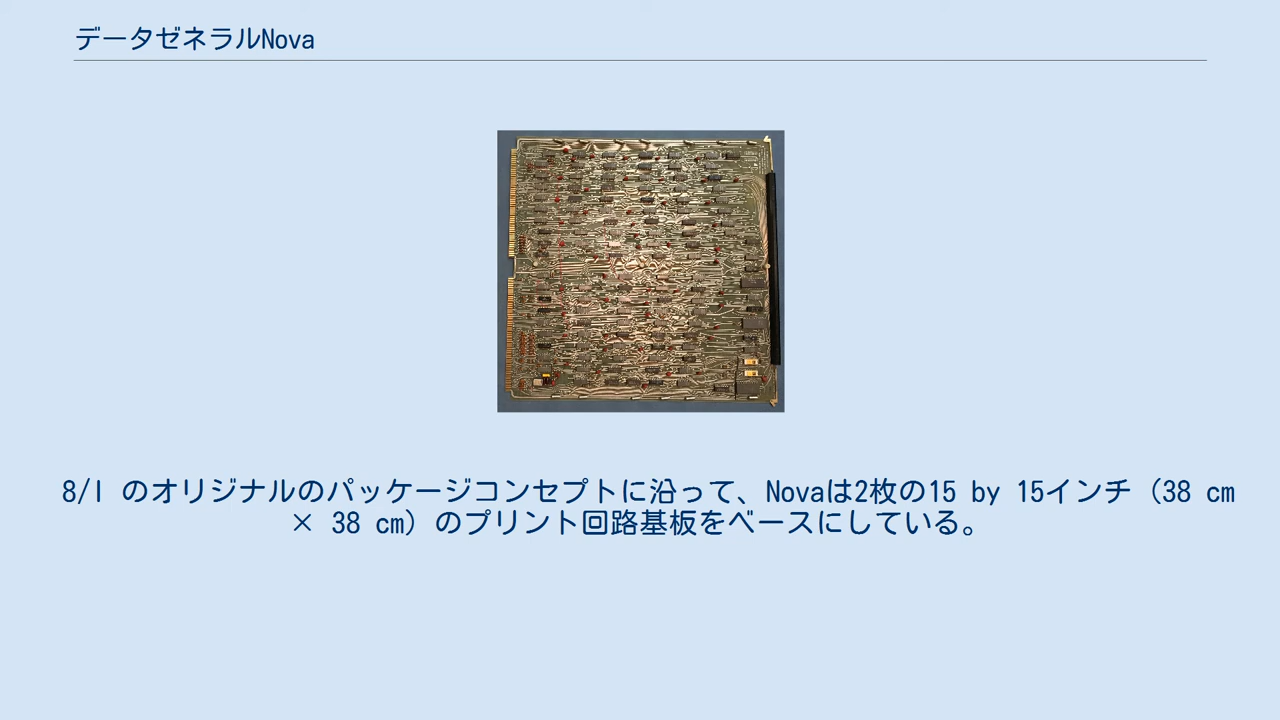 データゼネラルNova
8/I のオリジナルのパッケージコンセプトに沿って、Novaは2枚の15 by 15インチ（38 cm
× 38 cm）のプリント回路基板をベースにしている。